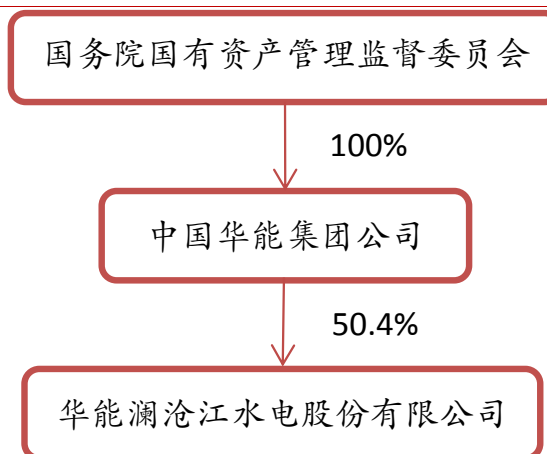 国务院国有资产管理监督委员会
100%
中国华能集团公司
50.4%
华能澜沧江水电股份有限公司